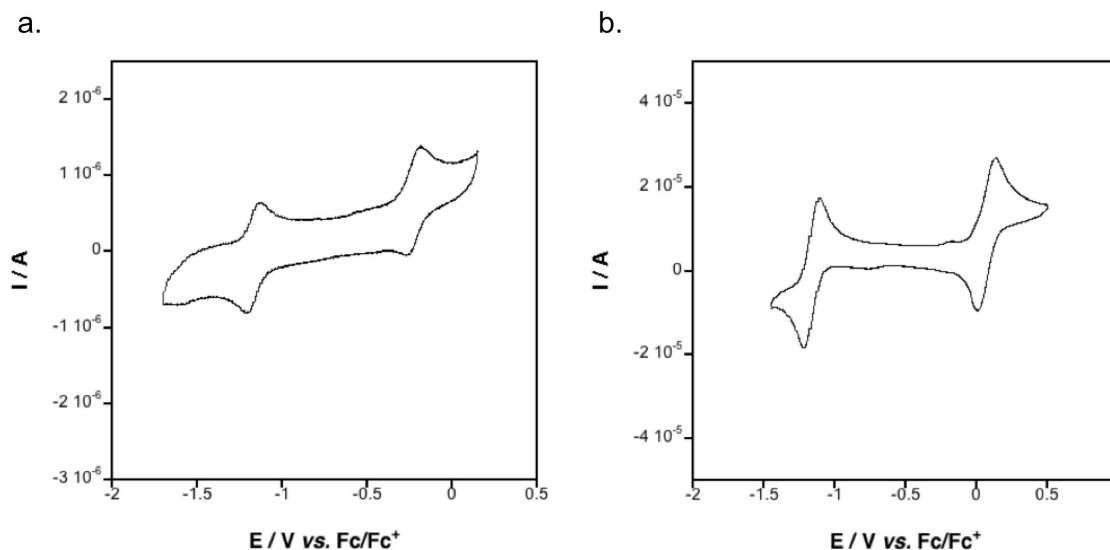 a.
2 10⁻⁶
1 10⁻⁶
0
-1 10⁻⁶
-2 10⁻⁶
-3 10⁻⁶
I / A
-2 -1.5 -1 -0.5 0 0.5
E / V vs. Fc/Fc⁺
b.
4 10⁻⁵
2 10⁻⁵
0
-2 10⁻⁵
-4 10⁻⁵
I / A
-2 -1.5 -1 -0.5 0 0.5
E / V vs. Fc/Fc⁺